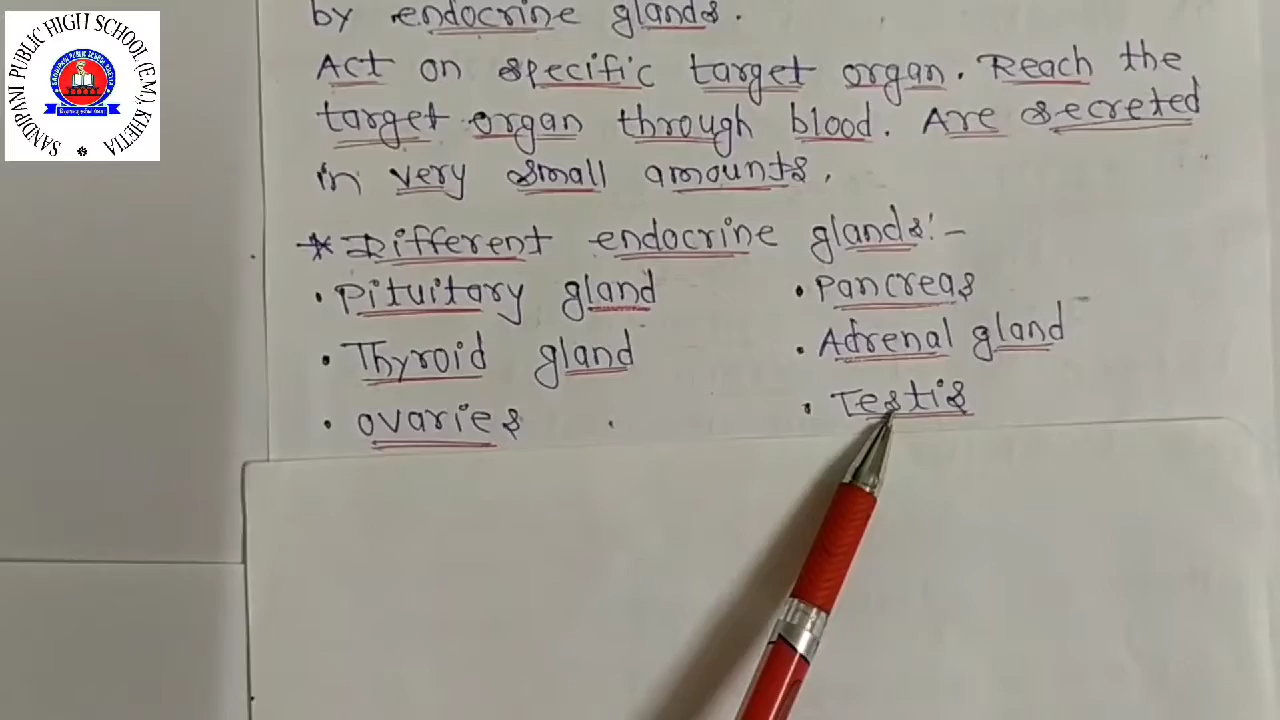 SANDIPANI PUBLIC HIGH SCHOOL (E.M), KHETIA
by endocrine glands.
Act on specific target organ. Reach the
target organ through blood. Are secreted
in very small amounts.
* Different endocrine glands:-
• Pituitary gland • Pancreas
• Thyroid gland • Adrenal gland
• Ovaries • Testis